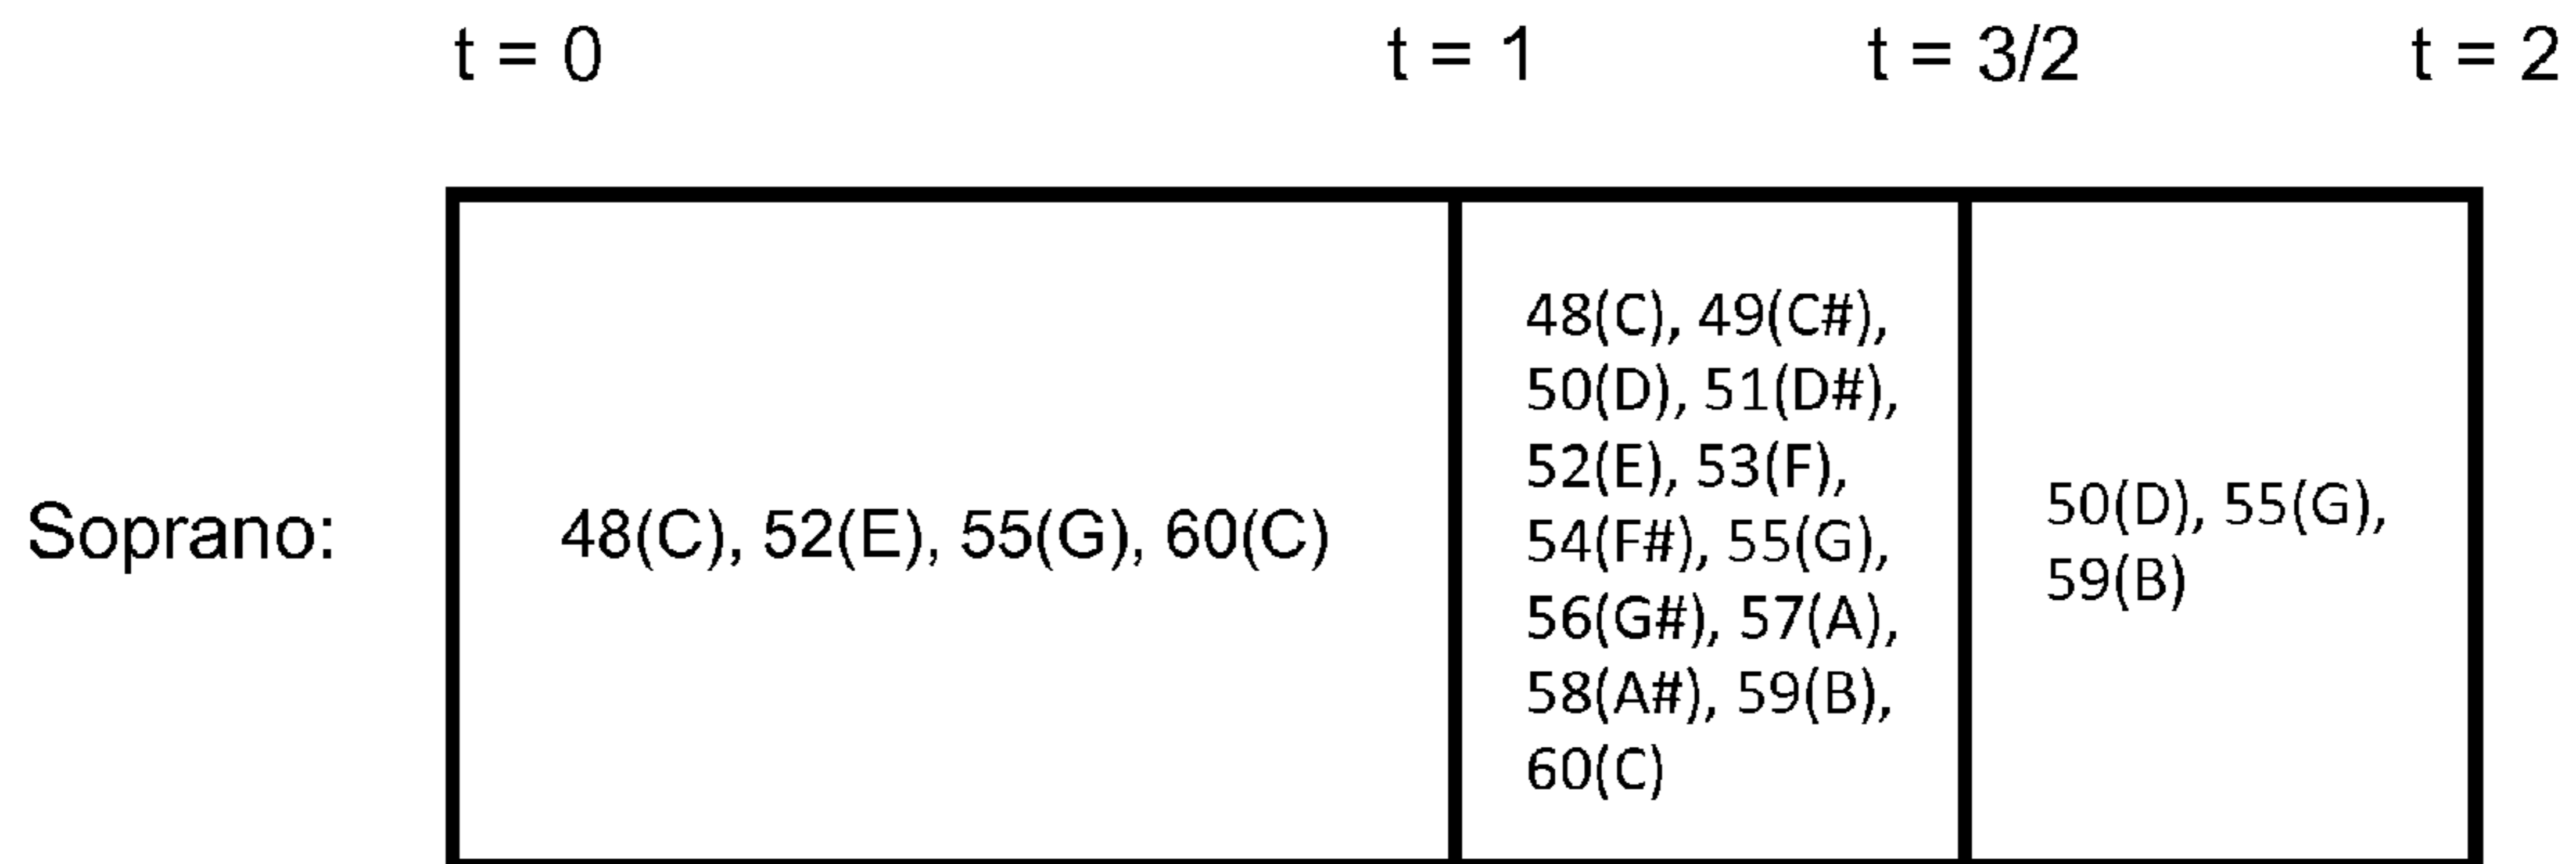 t = 0 t = 1 t = 3/2 t = 2
Soprano:
48(C), 52(E), 55(G), 60(C)
48(C), 49(C#),
50(D), 51(D#),
52(E), 53(F),
54(F#), 55(G),
56(G#), 57(A),
58(A#), 59(B),
60(C)
50(D), 55(G),
59(B)